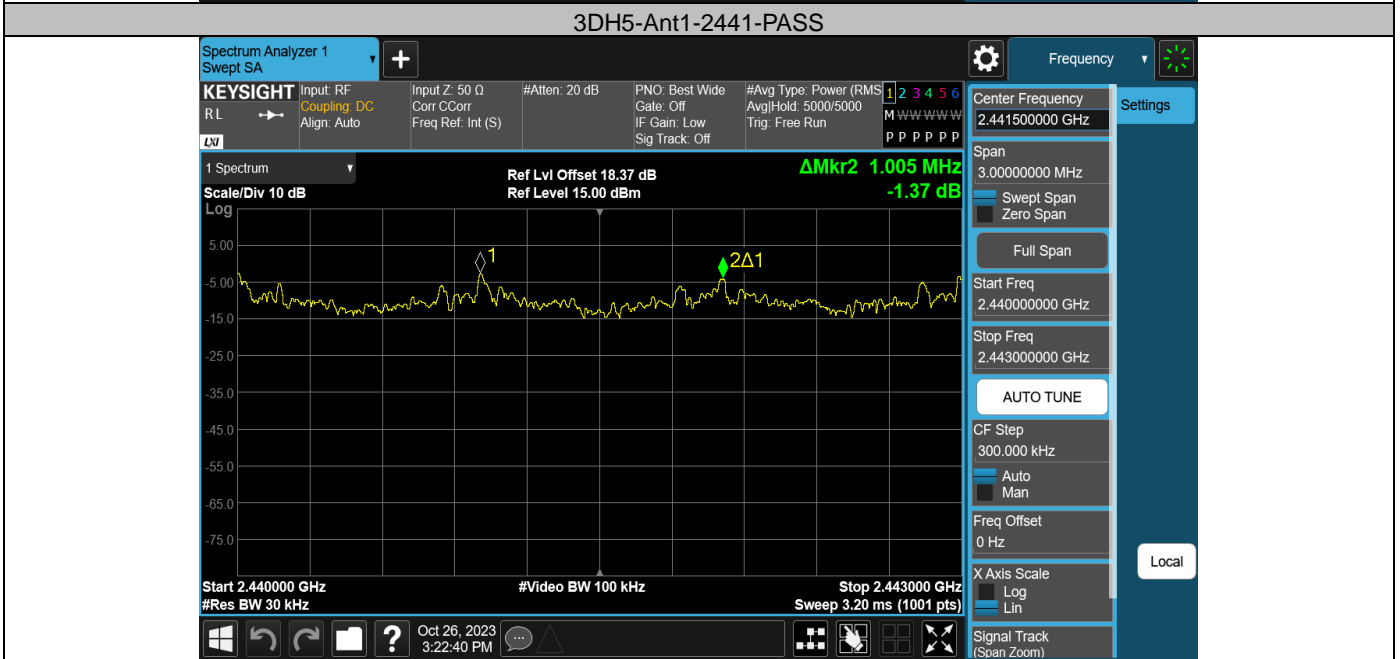 3DH5-Ant1-2441-PASS
Spectrum Analyzer 1
Swept SA
+
Frequency
KEYSIGHT
RL
LXI
Input: RF
Coupling: DC
Align: Auto
Input Z: 50 Ω
Corr CCorr
Freq Ref: Int (S)
#Atten: 20 dB
PNO: Best Wide
Gate: Off
IF Gain: Low
Sig Track: Off
#Avg Type: Power (RMS
Avg|Hold: 5000/5000
Trig: Free Run
1 2 3 4 5 6
M W W W W W
P P P P P P
1 Spectrum
Scale/Div 10 dB
Ref Lvl Offset 18.37 dB
Ref Level 15.00 dBm
ΔMkr2 1.005 MHz
-1.37 dB
Log
5.00
-5.00
-15.0
-25.0
-35.0
-45.0
-55.0
-65.0
-75.0
1
2Δ1
Start 2.440000 GHz
#Res BW 30 kHz
#Video BW 100 kHz
Stop 2.443000 GHz
Sweep 3.20 ms (1001 pts)
Center Frequency
2.441500000 GHz
Settings
Span
3.00000000 MHz
Swept Span
Zero Span
Full Span
Start Freq
2.440000000 GHz
Stop Freq
2.443000000 GHz
AUTO TUNE
CF Step
300.000 kHz
Auto
Man
Freq Offset
0 Hz
X Axis Scale
Log
Lin
Local
Signal Track
(Span Zoom)
?
Oct 26, 2023
3:22:40 PM